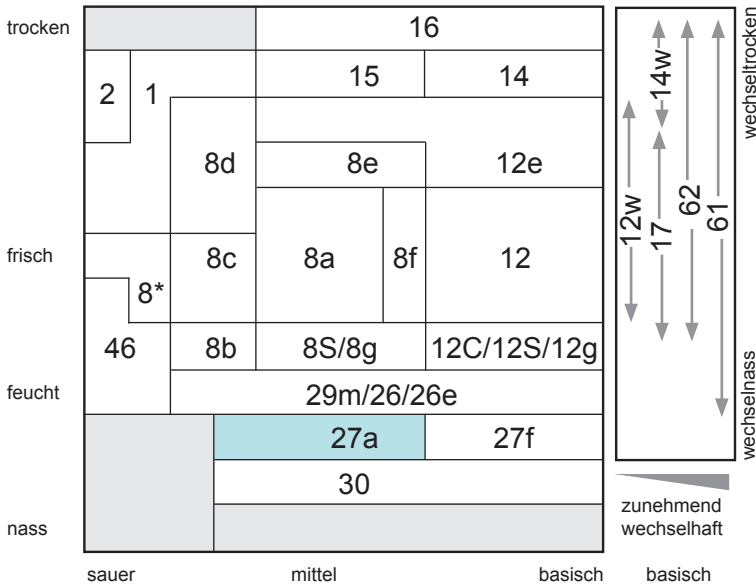 trocken
16
15
14
2
1
8d
8e
12e
frisch
8c
8a
8f
12
8*
46
8b
8S/8g
12C/12S/12g
feucht
29m/26/26e
27a
27f
30
nass
sauer
mittel
basisch
wechseltrocken
14w
12w
17
62
61
wechselnass
zunehmend
wechselhaft
basisch